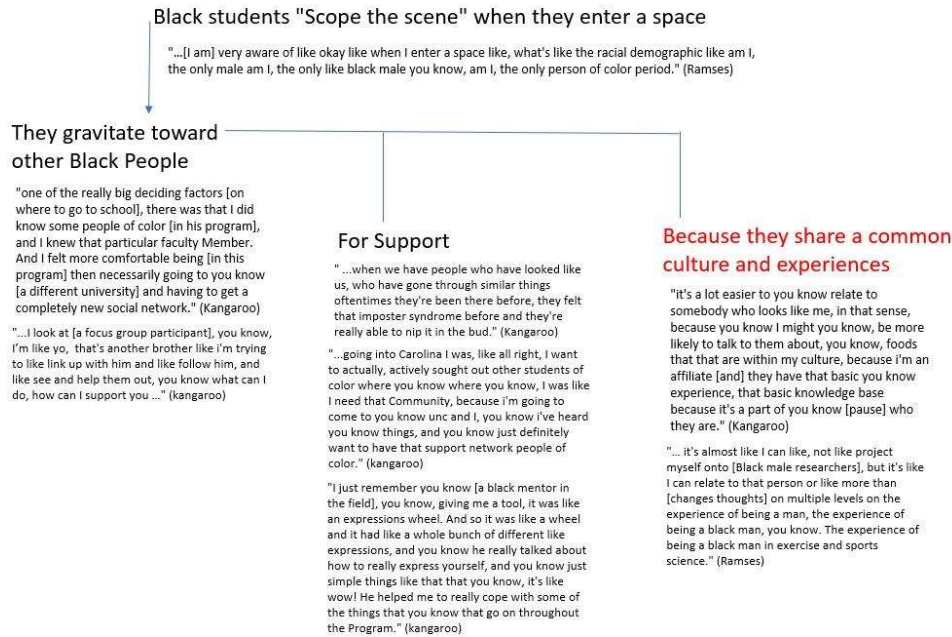 Black students "Scope the scene" when they enter a space
"...[I am] very aware of like okay like when I enter a space like, what's like the racial demographic like am I,
the only male am I, the only like black male you know, am I, the only person of color period." (Ramses)
They gravitate toward
other Black People
"one of the really big deciding factors [on
where to go to school], there was that I did
know some people of color [in his program],
and I knew that particular faculty Member.
And I felt more comfortable being [in this
program] then necessarily going to you know
[a different university] and having to get a
completely new social network." (Kangaroo)
"...I look at [a focus group participant], you know,
I'm like yo,  that's another brother like i'm trying
to like link up with him and like follow him, and
like see and help them out, you know what can I
do, how can I support you ..." (kangaroo)
For Support
" ...when we have people who have looked like
us, who have gone through similar things
oftentimes they're been there before, they felt
that imposter syndrome before and they're
really able to nip it in the bud." (Kangaroo)
"...going into Carolina I was, like all right, I want
to actually, actively sought out other students of
color where you know where you know, I was like
I need that Community, because i'm going to
come to you know unc and I, you know i've heard
you know things, and you know just definitely
want to have that support network people of
color." (kangaroo)
"I just remember you know [a black mentor in
the field], you know, giving me a tool, it was like
an expressions wheel. And so it was like a wheel
and it had like a whole bunch of different like
expressions, and you know he really talked about
how to really express yourself, and you know just
simple things like that that you know, it's like
wow! He helped me to really cope with some of
the things that you know that go on throughout
the Program." (kangaroo)
Because they share a common
culture and experiences
"it's a lot easier to you know relate to
somebody who looks like me, in that sense,
because you know I might you know, be more
likely to talk to them about, you know, foods
that that are within my culture, because i'm an
affiliate [and] they have that basic you know
experience, that basic knowledge base
because it's a part of you know [pause] who
they are." (Kangaroo)
"... it's almost like I can like, not like project
myself onto [Black male researchers], but it's like
I can relate to that person or like more than
[changes thoughts] on multiple levels on the
experience of being a man, the experience of
being a black man, you know. The experience of
being a black man in exercise and sports
science." (Ramses)